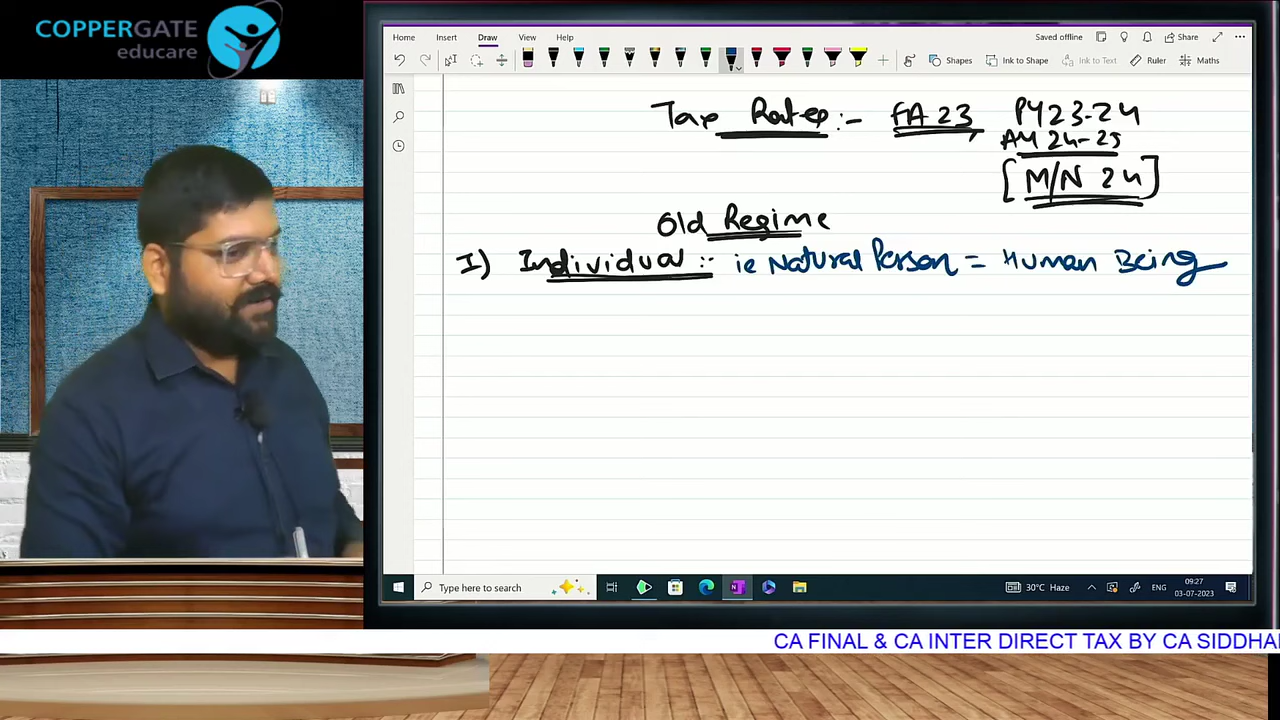 COPPERGATE
educare
Home Insert Draw View Help
Saved offline
Share
Shapes
Ink to Shape
Ink to Text
Ruler
Maths
Tax Rates :- FA 23 PY 23-24
AY 24-25
[M/N 24]
Old Regime
I) Individual :- ie Natural Person = Human Being
Type here to search
30°C Haze
ENG
09:27
03-07-2023
CA FINAL & CA INTER DIRECT TAX BY CA SIDDHA